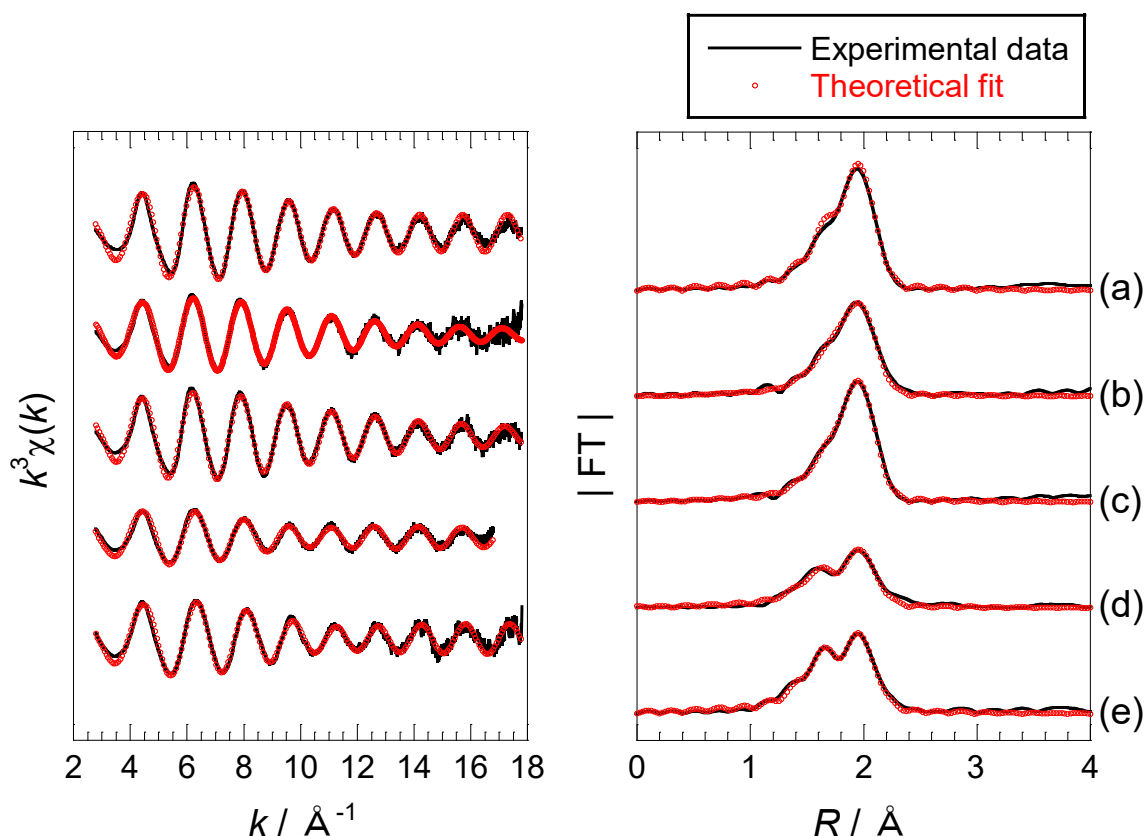 Experimental data
Theoretical fit
k³χ(k)
2 4 6 8 10 12 14 16 18
k / Å⁻¹
| FT |
(a)
(b)
(c)
(d)
(e)
0 1 2 3 4
R / Å